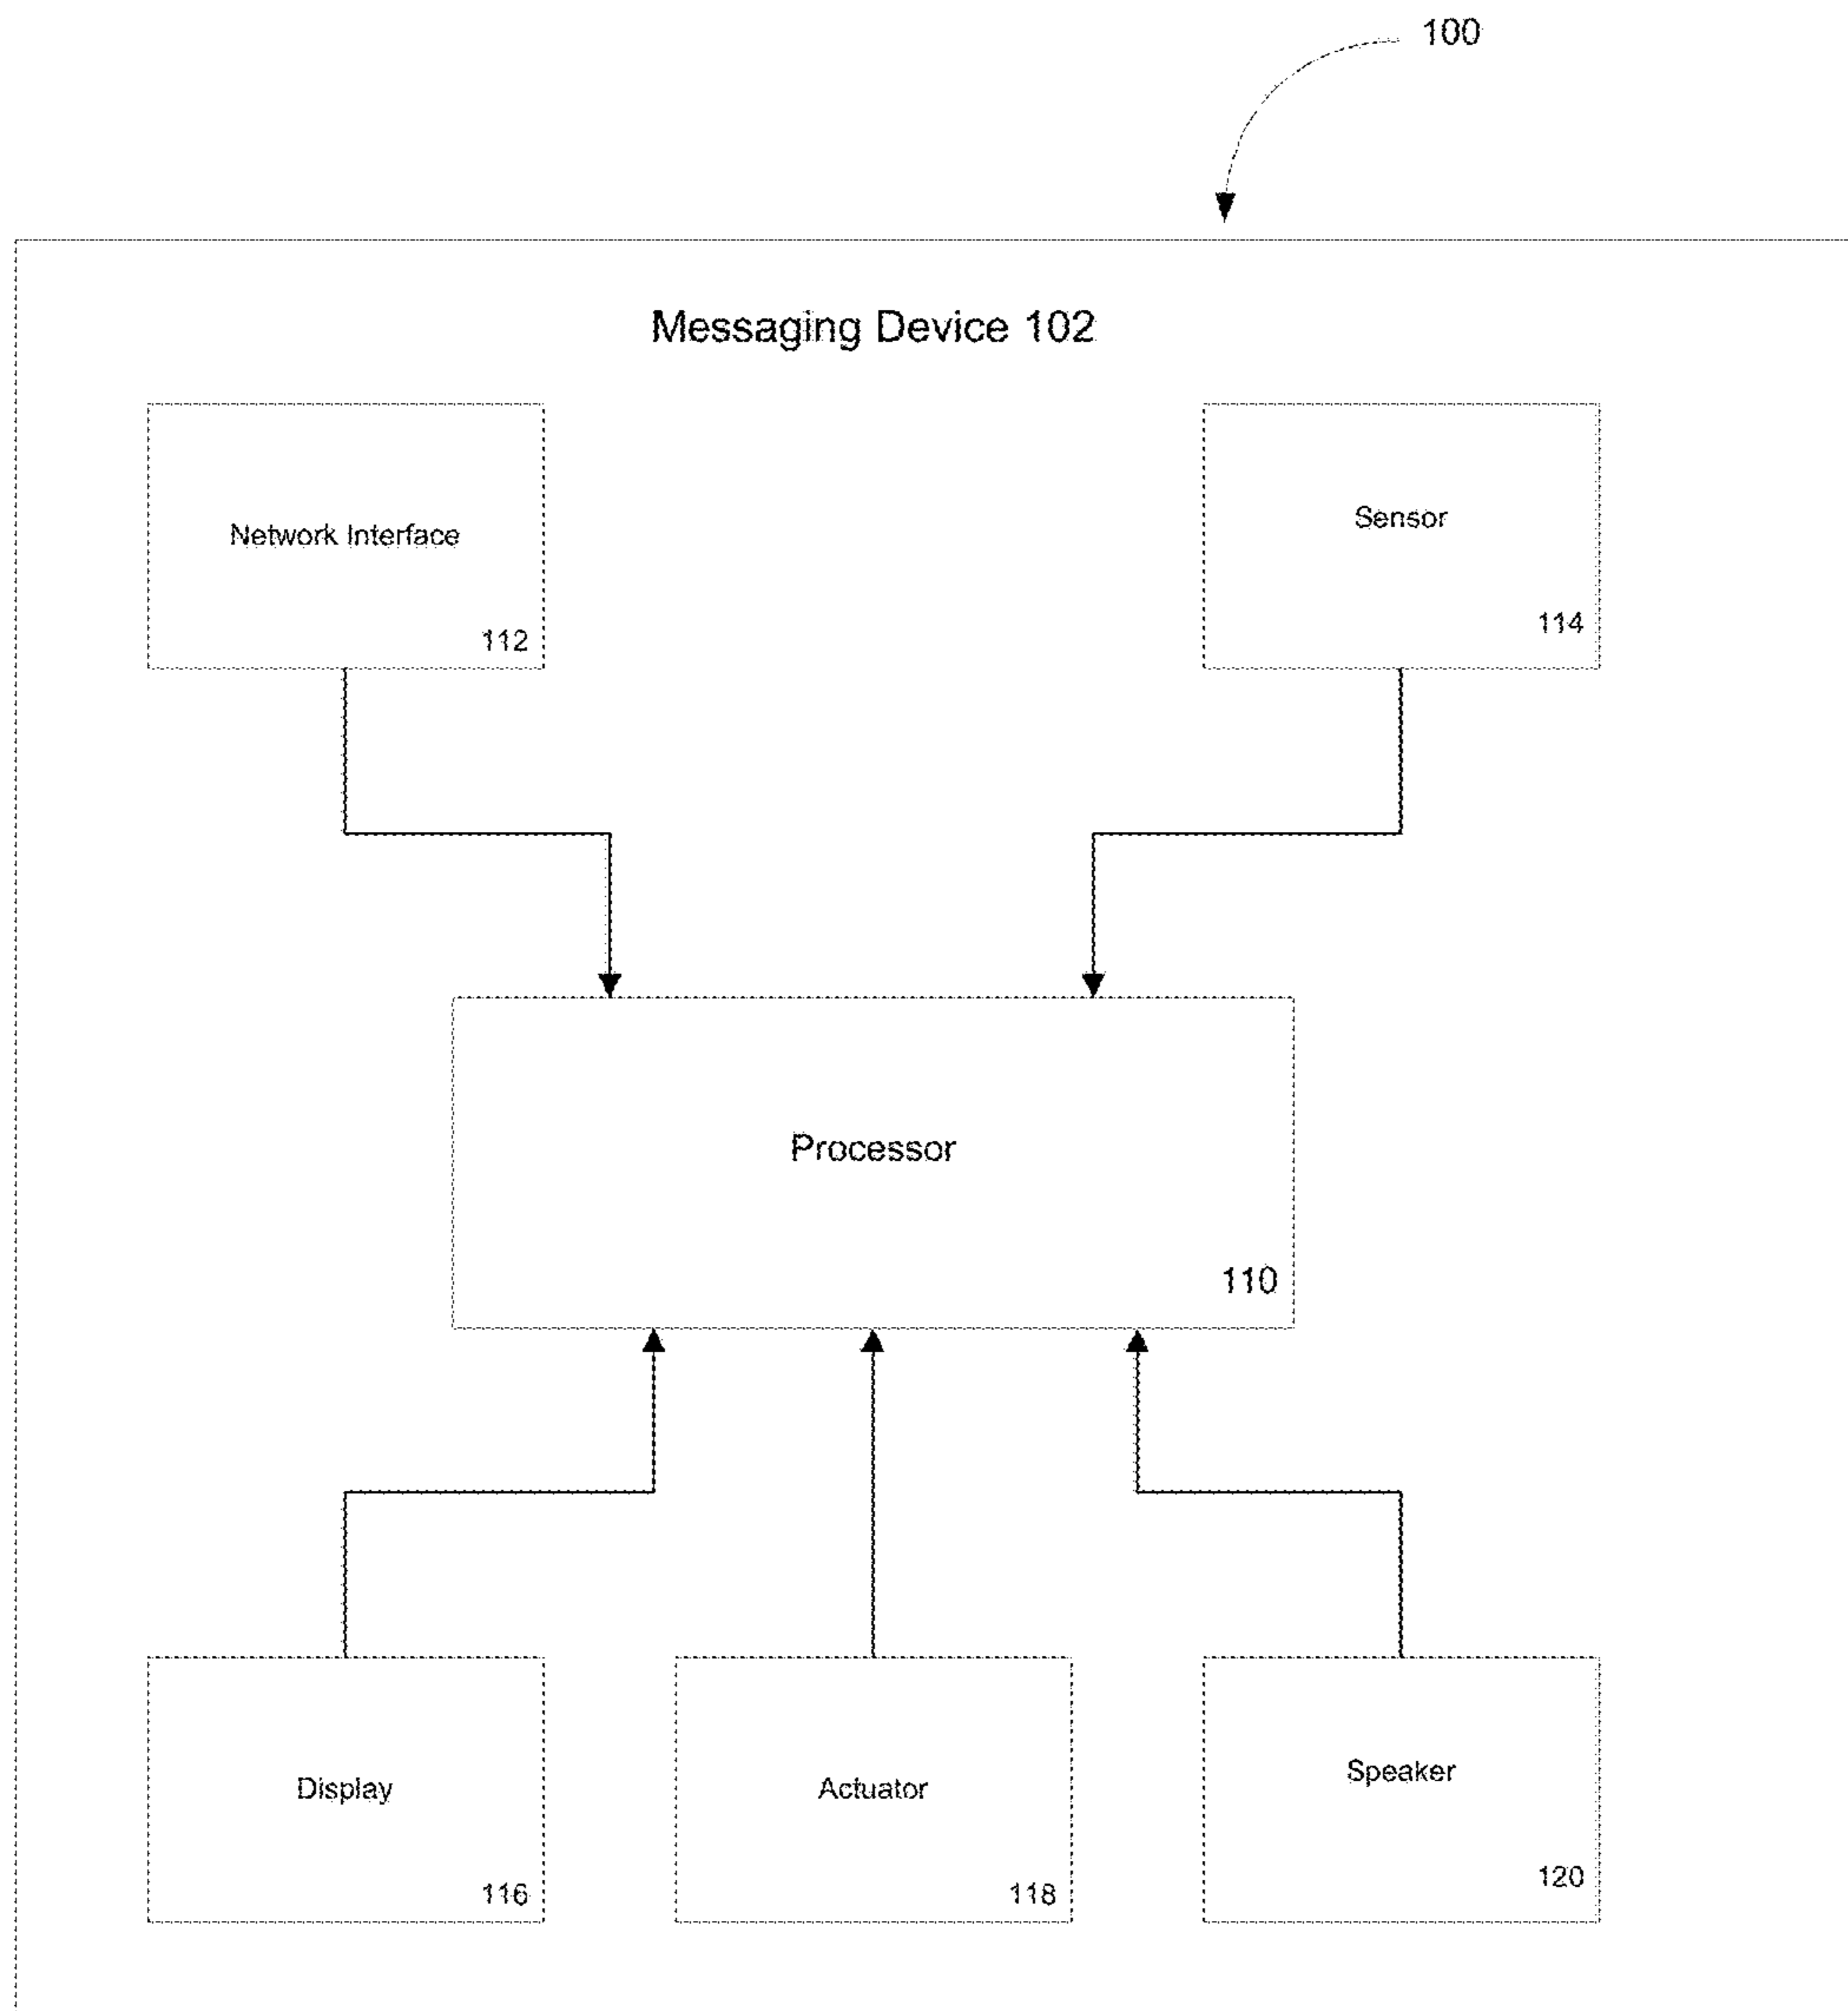 100
Messaging Device 102
Network Interface
112
Sensor
114
Processor
110
Display
116
Actuator
118
Speaker
120